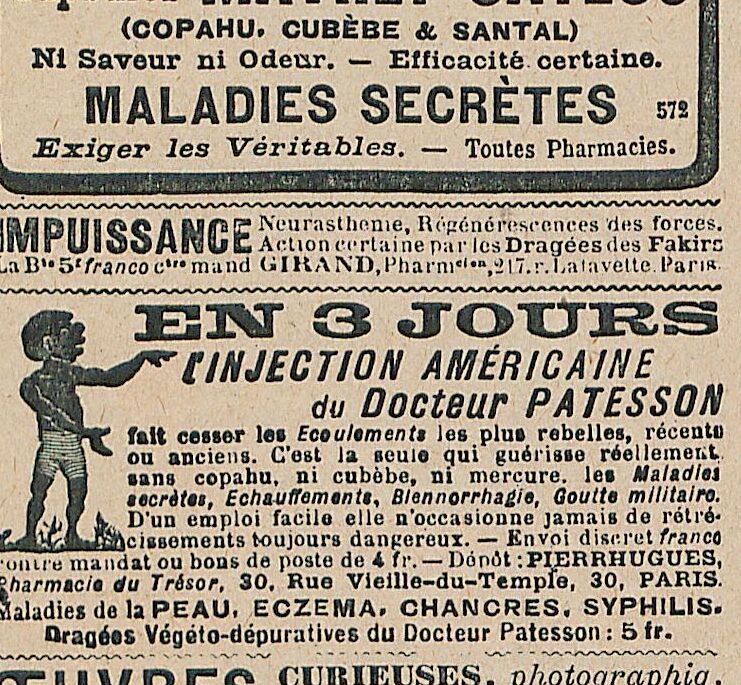 (COPAHU, CUBÈBE & SANTAL)
Ni Saveur ni Odeur. — Efficacité certaine.
MALADIES SECRÈTES 572
Exiger les Véritables. — Toutes Pharmacies.
IMPUISSANCE Neurasthenie, Régénérescences des forces.
Action certaine par les Dragées des Fakirs
La Bte 5f franco ctre mand GIRAND, Pharmcien, 217, r. Lafayette. Paris.
EN 3 JOURS
L'INJECTION AMÉRICAINE
du Docteur PATESSON
fait cesser les Ecoulements les plus rebelles, récents
ou anciens. C'est la seule qui guérisse réellement,
sans copahu, ni cubèbe, ni mercure. les Maladies
secrètes, Echauffements, Blennorrhagie, Goutte militaire.
D'un emploi facile elle n'occasionne jamais de rétré-
cissements toujours dangereux. — Envoi discret franco
contre mandat ou bons de poste de 4 fr. — Dépôt : PIERRHUGUES,
Pharmacie du Trésor, 30, Rue Vieille-du-Temple, 30, PARIS.
Maladies de la PEAU, ECZEMA, CHANCRES, SYPHILIS.
Dragées Végéto-dépuratives du Docteur Patesson : 5 fr.
ŒUVRES CURIEUSES, photographie,